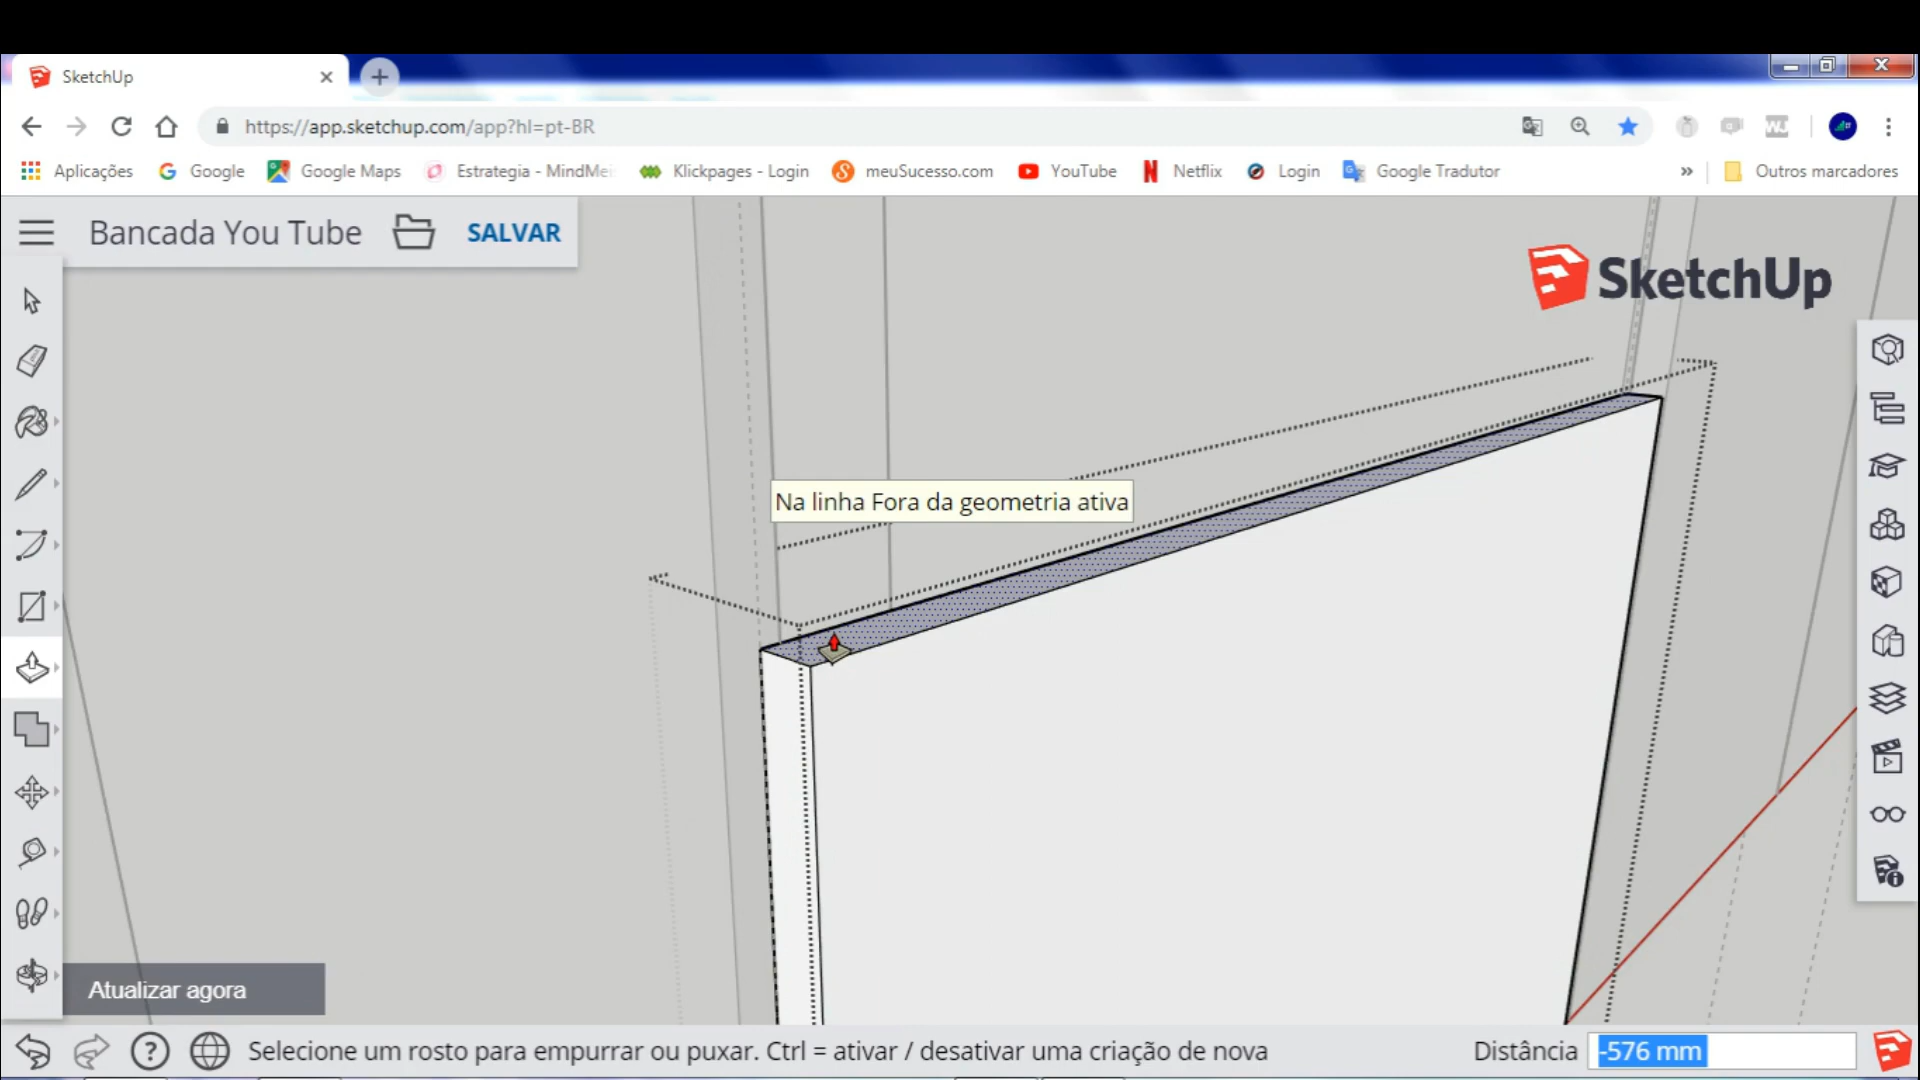 SketchUp
https://app.sketchup.com/app?hl=pt-BR
Aplicações Google Google Maps Estrategia - MindMei Klickpages - Login meuSucesso.com YouTube Netflix Login Google Tradutor » Outros marcadores
Bancada You Tube SALVAR
SketchUp
Na linha Fora da geometria ativa
Atualizar agora
Selecione um rosto para empurrar ou puxar. Ctrl = ativar / desativar uma criação de nova Distância -576 mm